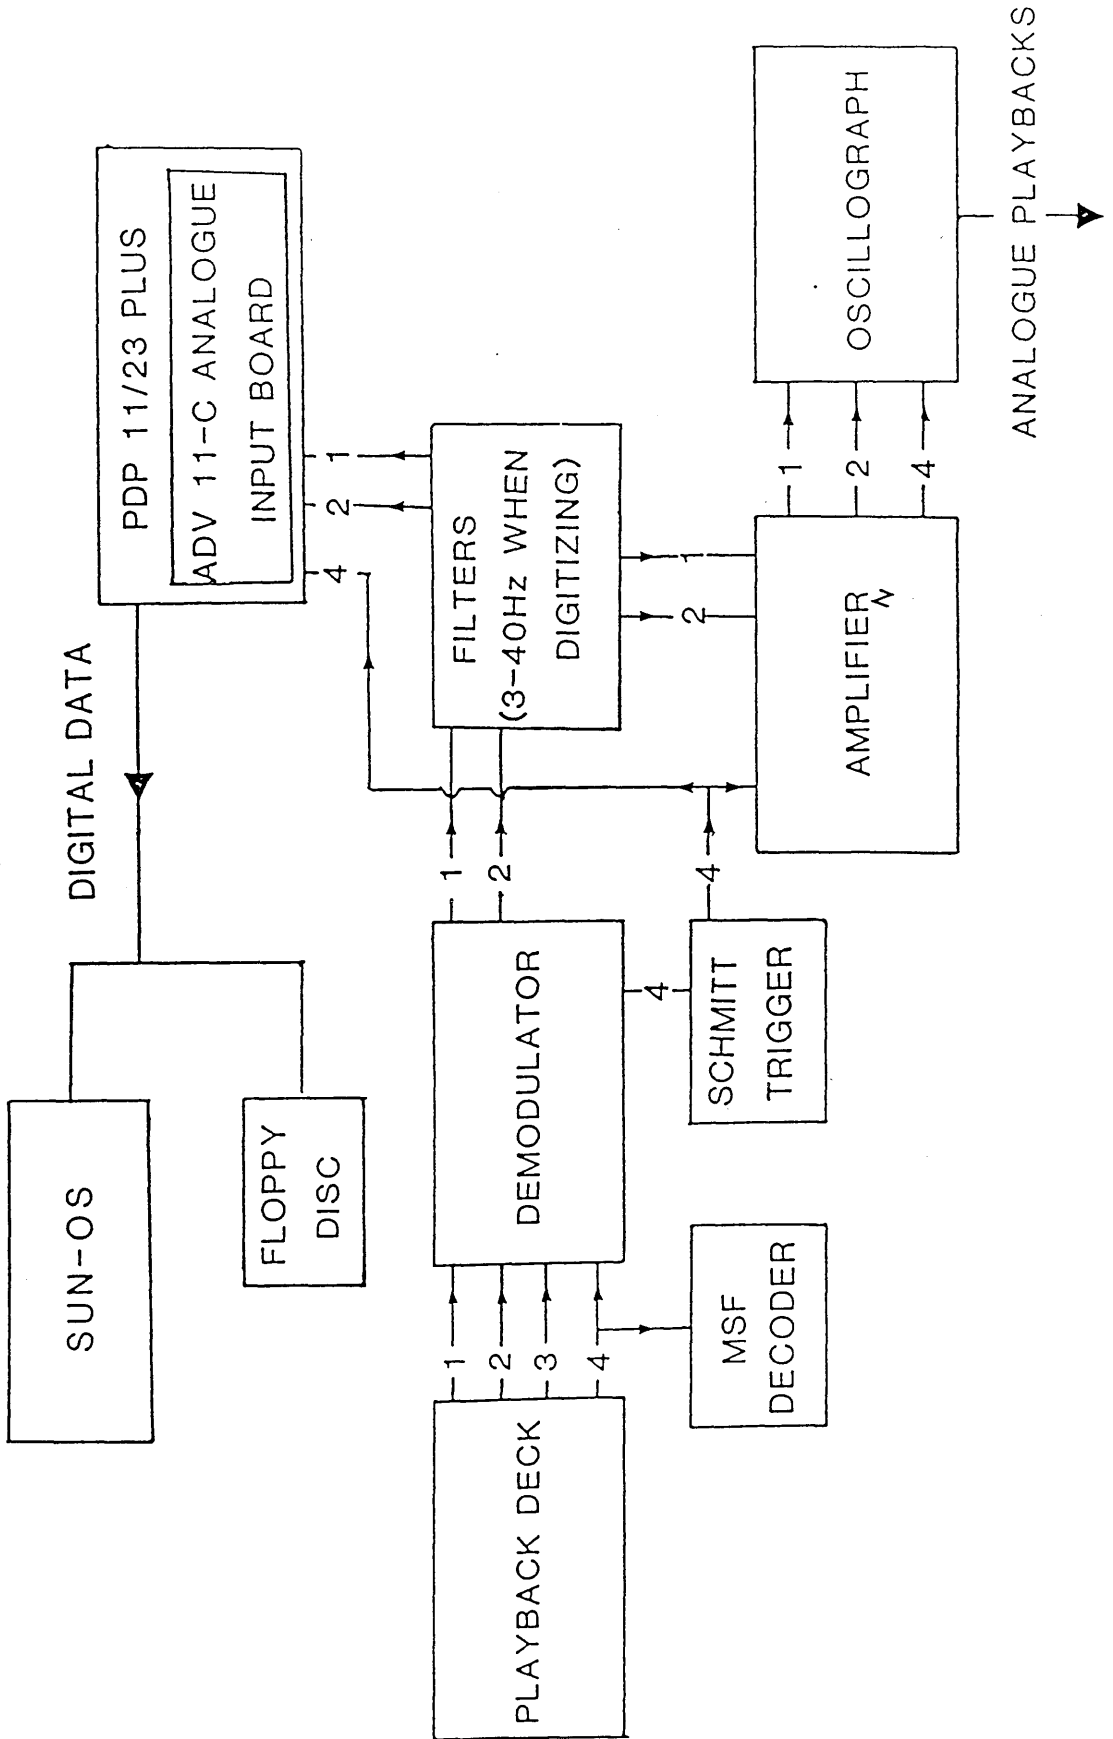 SUN-OS
FLOPPY
DISC
DIGITAL DATA
PDP 11/23 PLUS
ADV 11-C ANALOGUE
INPUT BOARD
4
2
1
PLAYBACK DECK
1
2
3
4
DEMODULATOR
1
2
FILTERS
(3-40Hz WHEN
DIGITIZING)
2
1
MSF
DECODER
4
SCHMITT
TRIGGER
4
AMPLIFIER
1
2
4
OSCILLOGRAPH
ANALOGUE PLAYBACKS